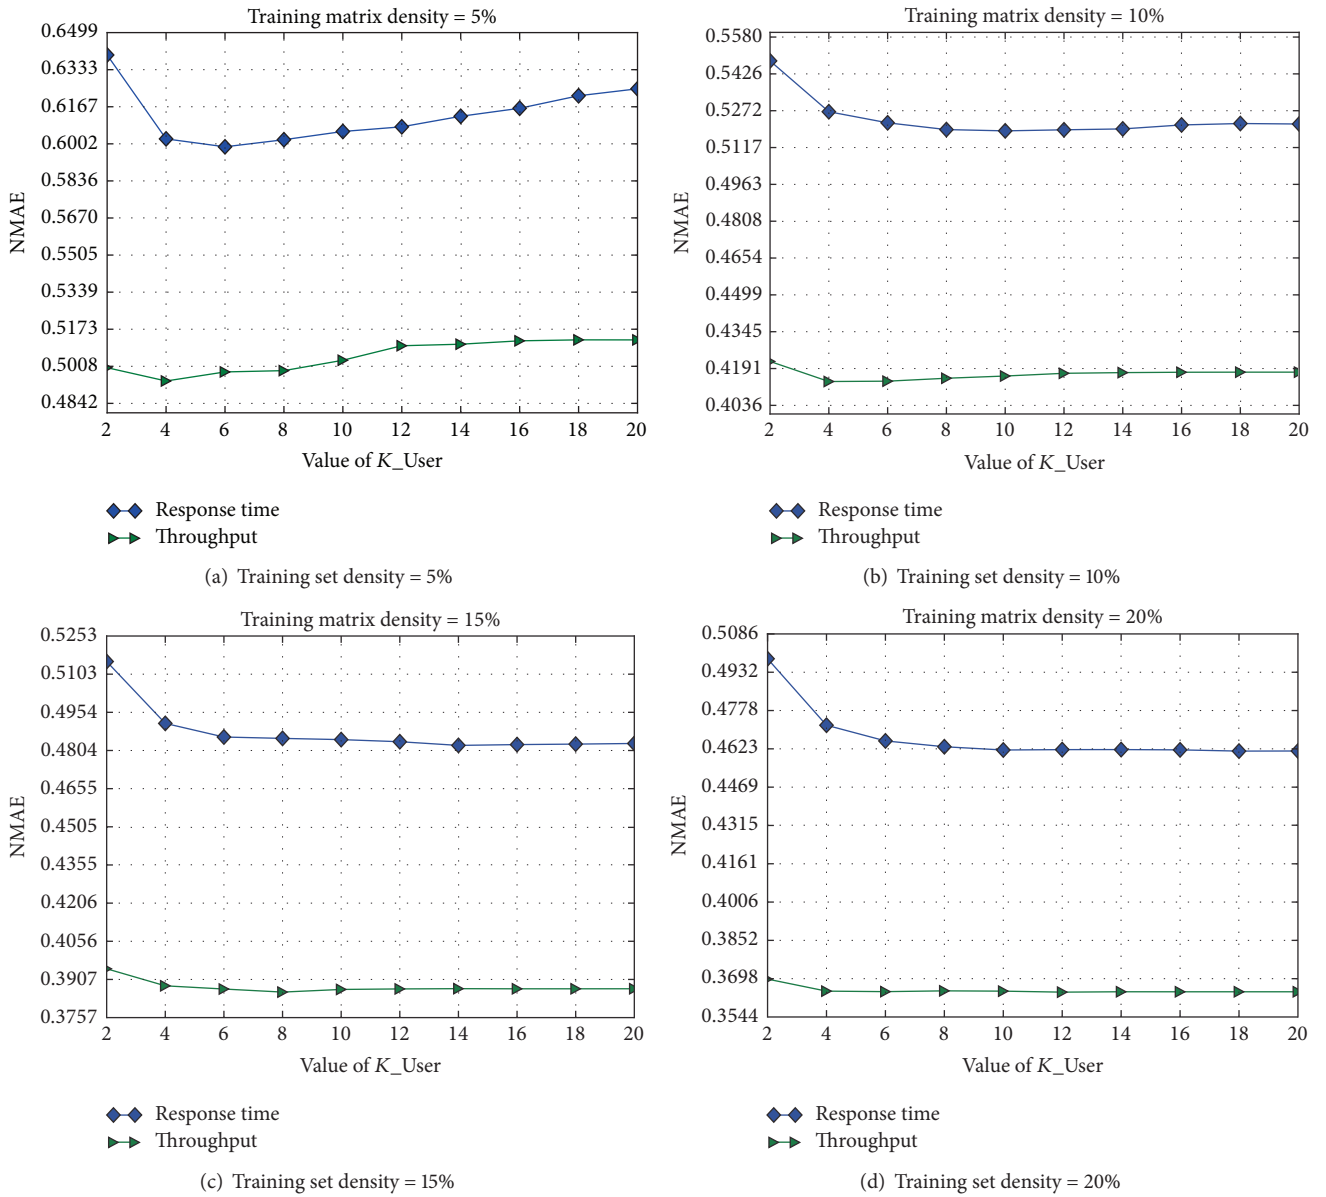 Training matrix density = 5%
0.6499
0.6333
0.6167
0.6002
0.5836
0.5670
0.5505
0.5339
0.5173
0.5008
0.4842
NMAE
2 4 6 8 10 12 14 16 18 20
Value of K_User
Response time
Throughput
(a) Training set density = 5%
Training matrix density = 10%
0.5580
0.5426
0.5272
0.5117
0.4963
0.4808
0.4654
0.4499
0.4345
0.4191
0.4036
NMAE
2 4 6 8 10 12 14 16 18 20
Value of K_User
Response time
Throughput
(b) Training set density = 10%
Training matrix density = 15%
0.5253
0.5103
0.4954
0.4804
0.4655
0.4505
0.4355
0.4206
0.4056
0.3907
0.3757
NMAE
2 4 6 8 10 12 14 16 18 20
Value of K_User
Response time
Throughput
(c) Training set density = 15%
Training matrix density = 20%
0.5086
0.4932
0.4778
0.4623
0.4469
0.4315
0.4161
0.4006
0.3852
0.3698
0.3544
NMAE
2 4 6 8 10 12 14 16 18 20
Value of K_User
Response time
Throughput
(d) Training set density = 20%